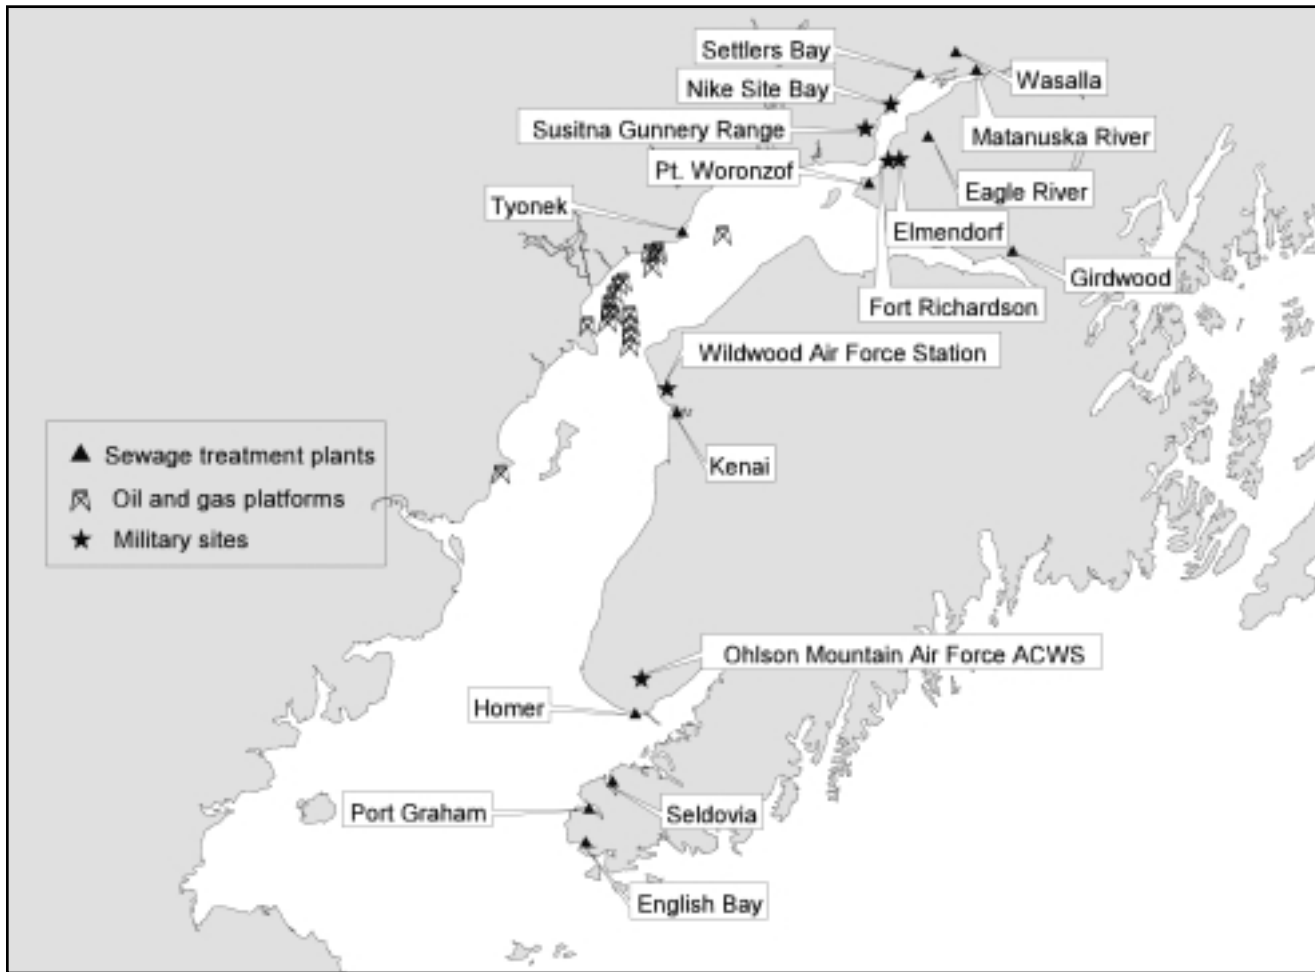 Settlers Bay
Wasalla
Nike Site Bay
Susitna Gunnery Range
Matanuska River
Pt. Woronzof
Eagle River
Tyonek
Elmendorf
Girdwood
Fort Richardson
Wildwood Air Force Station
Kenai
Sewage treatment plants
Oil and gas platforms
Military sites
Ohlson Mountain Air Force ACWS
Homer
Port Graham
Seldovia
English Bay